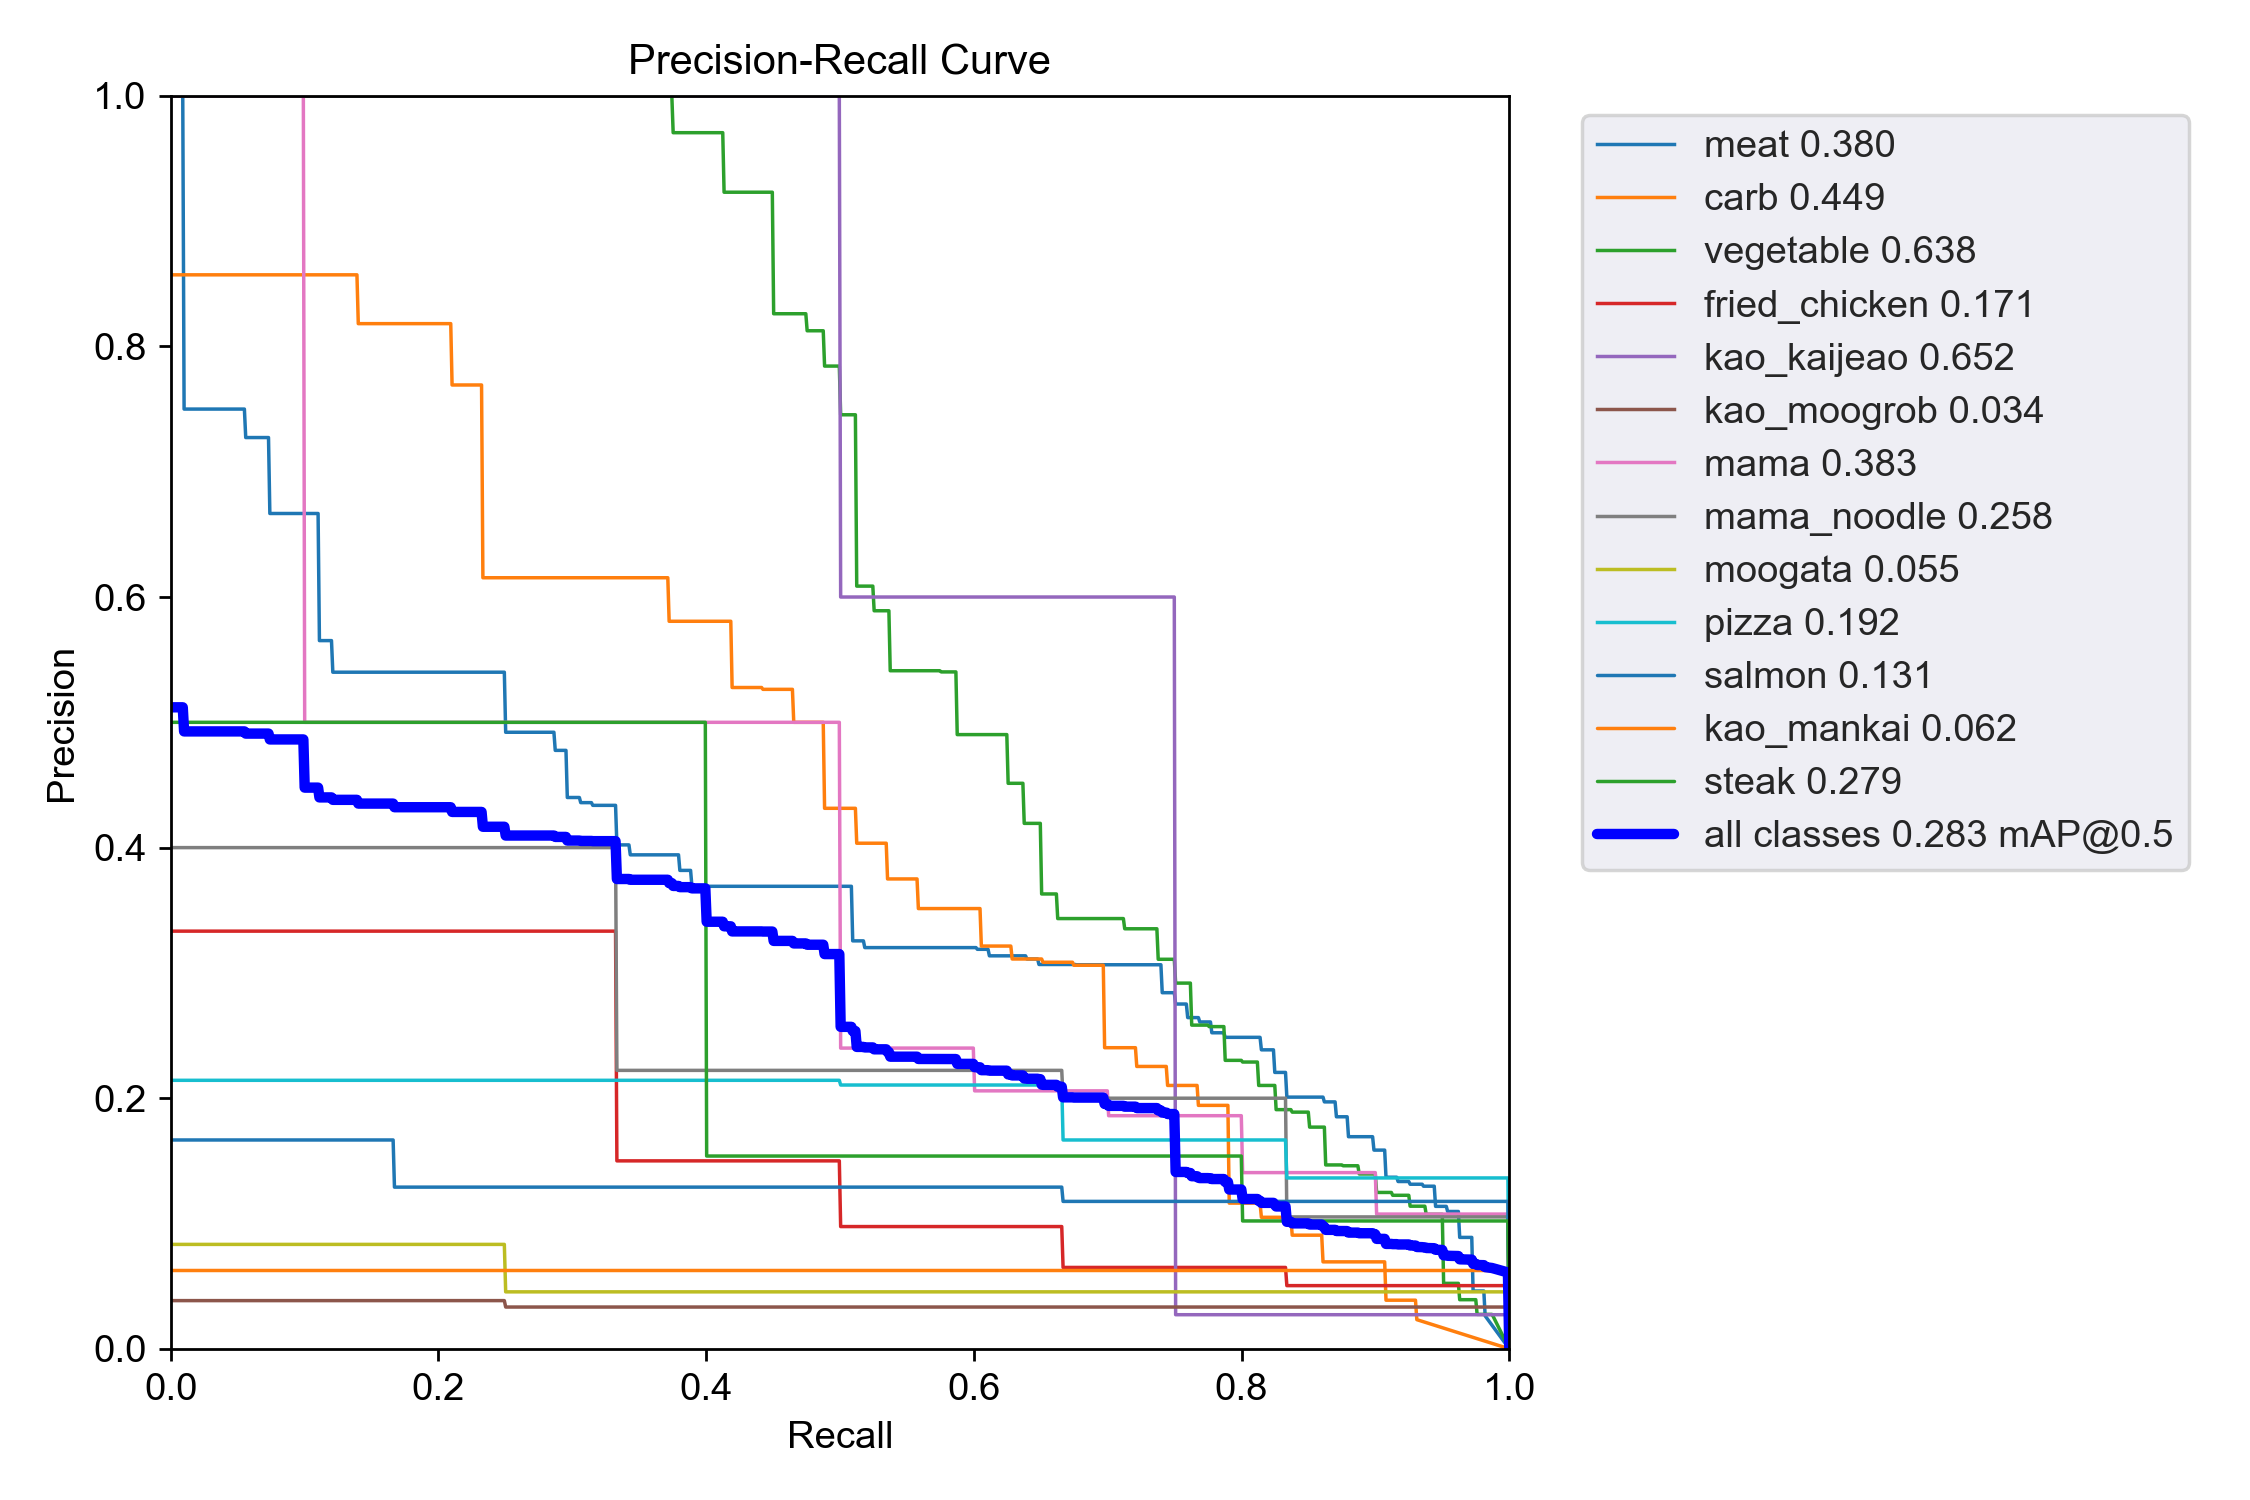 Precision-Recall Curve
1.0
0.8
0.6
0.4
0.2
0.0
Precision
0.0 0.2 0.4 0.6 0.8 1.0
Recall
meat 0.380
carb 0.449
vegetable 0.638
fried_chicken 0.171
kao_kaijeao 0.652
kao_moogrob 0.034
mama 0.383
mama_noodle 0.258
moogata 0.055
pizza 0.192
salmon 0.131
kao_mankai 0.062
steak 0.279
all classes 0.283 mAP@0.5